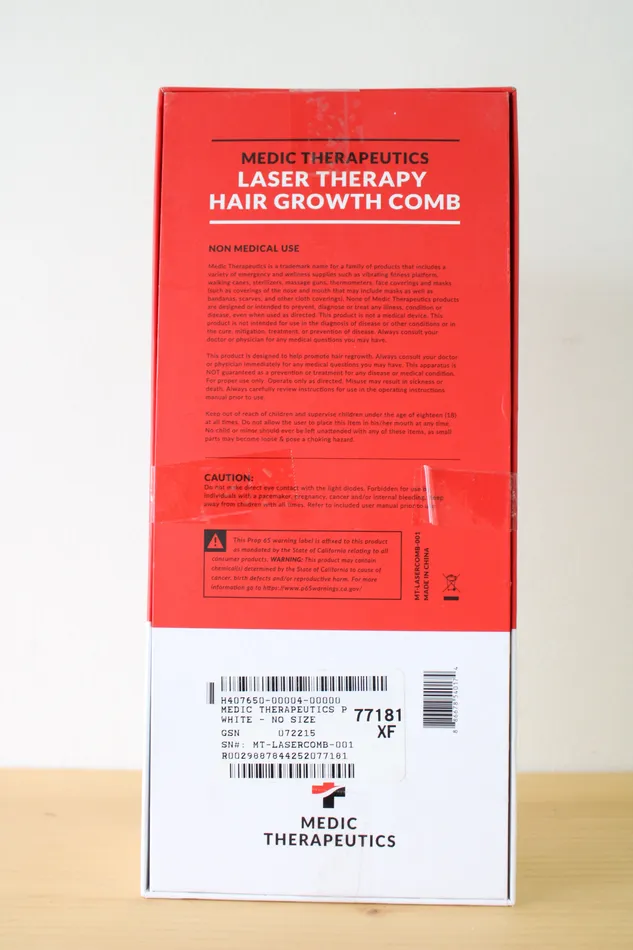 MEDIC THERAPEUTICS
LASER THERAPY
HAIR GROWTH COMB
NON MEDICAL USE
Medic Therapeutics is a trademark name for a family of products that includes a
variety of emergency and wellness supplies such as vibrating fitness platform,
walking canes, sterilizers, massage guns, thermometers, face coverings and masks
(such as coverings of the nose and mouth that may include masks as well as
bandanas, scarves, and other cloth coverings). None of Medic Therapeutics products
are designed or intended to prevent, diagnose or treat any illness, condition or
disease, even when used as directed. This product is not a medical device. This
product is not intended for use in the diagnosis of disease or other conditions or in
the cure, mitigation, treatment, or prevention of disease. Always consult your
doctor or physician for any medical questions you may have.
This product is designed to help promote hair regrowth. Always consult your doctor
or physician immediately for any medical questions you may have. This apparatus is
NOT guaranteed as a prevention or treatment for any disease or medical condition.
For proper use only. Operate only as directed. Misuse may result in sickness or
death. Always carefully review instructions for use in the operating instructions
manual prior to use.
Keep out of reach of children and supervise children under the age of eighteen (18)
at all times. Do not allow the user to place this item in his/her mouth at any time.
No child or minor should ever be left unattended with any of these items, as small
parts may become loose & pose a choking hazard.
CAUTION:
Do not make direct eye contact with the light diodes. Forbidden for use by
individuals with a pacemaker, pregnancy, cancer and/or internal bleeding. Keep
away from children at all times. Refer to included user manual prior to use.
This Prop 65 warning label is affixed to this product
as mandated by the State of California relating to all
consumer products. WARNING: This product may contain
chemical(s) determined by the State of California to cause of
cancer, birth defects and/or reproductive harm. For more
information go to https://www.p65warnings.ca.gov/
MT-LASERCOMB-001
MADE IN CHINA
H407650-00004-00000
MEDIC THERAPEUTICS P
WHITE - NO SIZE
77181
XF
GSN 072215
SN#: MT-LASERCOMB-001
R0029807844252077181
MEDIC
THERAPEUTICS